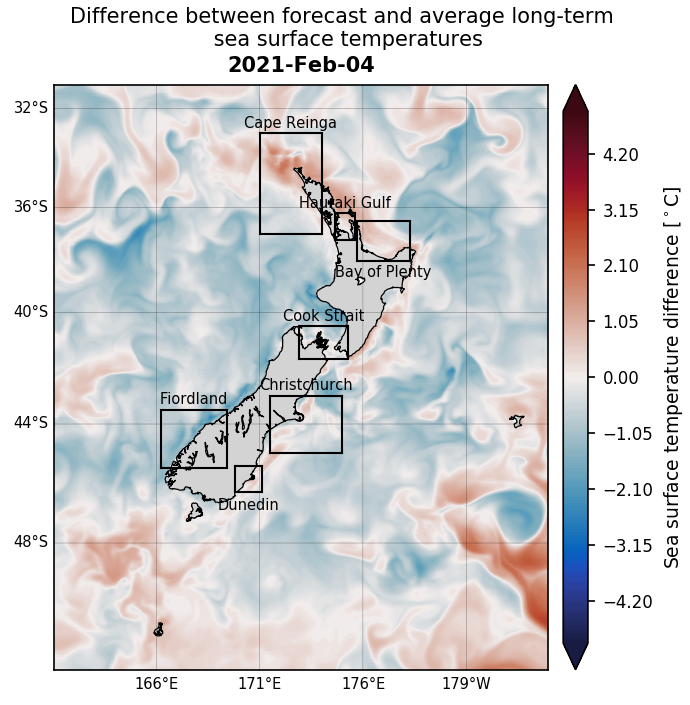 Difference between forecast and average long-term
sea surface temperatures
2021-Feb-04
32°S
36°S
40°S
44°S
48°S
Cape Reinga
Hauraki Gulf
Bay of Plenty
Cook Strait
Christchurch
Fiordland
Dunedin
166°E
171°E
176°E
179°W
4.20
3.15
2.10
1.05
0.00
−1.05
−2.10
−3.15
−4.20
Sea surface temperature difference [ °C]